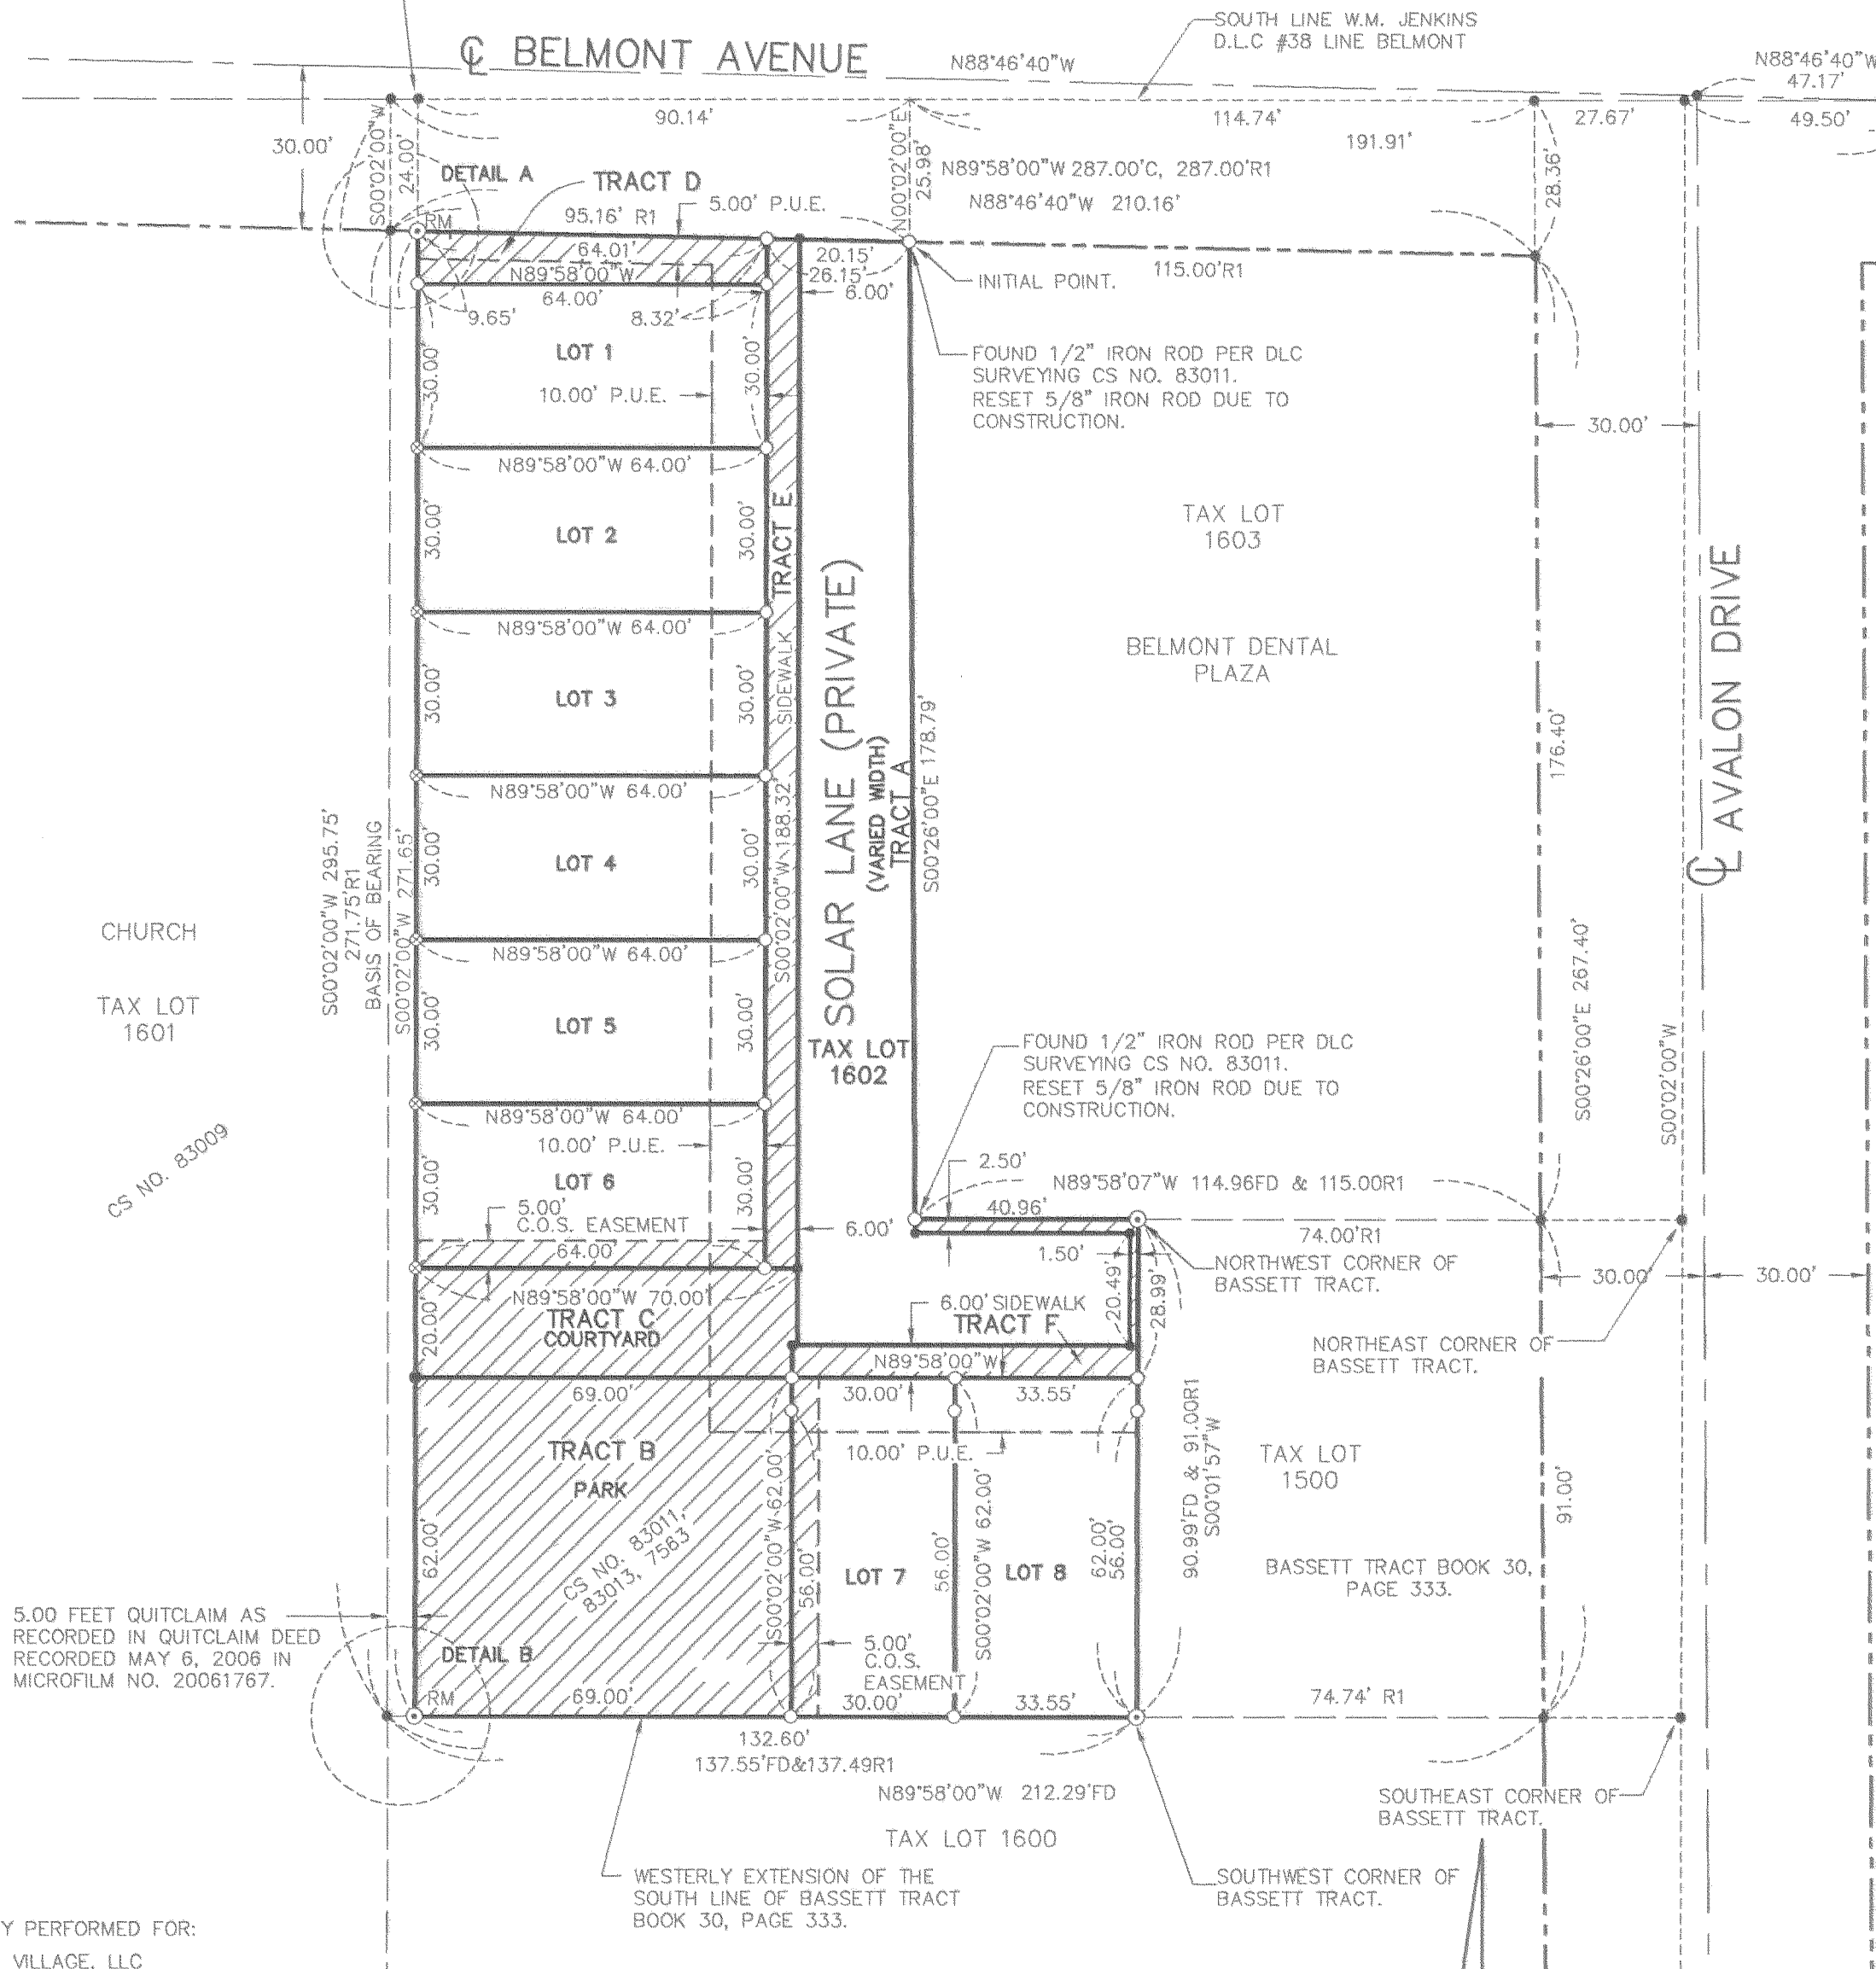 SOUTH LINE W.M. JENKINS
D.L.C #38 LINE BELMONT
℄ BELMONT AVENUE
N88°46'40"W
N88°46'40"W
47.17'
90.14'
114.74'
27.67'
49.50'
191.91'
30.00'
S00°02'00"W
24.00'
N00°02'00"E
25.98'
28.36'
DETAIL A
TRACT D
N89°58'00"W 287.00'C, 287.00'R1
N88°46'40"W 210.16'
RM
95.16' R1
5.00' P.U.E.
64.01'
20.15'
26.15'
115.00'R1
N89°58'00"W
64.00'
6.00'
INITIAL POINT.
9.65'
8.32'
LOT 1
30.00'
30.00'
10.00' P.U.E.
FOUND 1/2" IRON ROD PER DLC
SURVEYING CS NO. 83011.
RESET 5/8" IRON ROD DUE TO
CONSTRUCTION.
30.00'
N89°58'00"W 64.00'
LOT 2
30.00'
30.00'
TRACT E
TAX LOT
1603
N89°58'00"W 64.00'
SIDEWALK
BELMONT DENTAL
PLAZA
LOT 3
30.00'
30.00'
SOLAR LANE (PRIVATE)
(VARIED WIDTH)
TRACT A
S00°26'00"E 178.79'
176.40'
℄ AVALON DRIVE
N89°58'00"W 64.00'
S00°02'00"W 188.32'
LOT 4
30.00'
30.00'
S00°02'00"W 295.75'
271.75'R1
BASIS OF BEARING
S00°02'00"W 271.65'
CHURCH
TAX LOT
1601
N89°58'00"W 64.00'
LOT 5
30.00'
30.00'
TAX LOT
1602
S00°26'00"E 267.40'
S00°02'00"W
FOUND 1/2" IRON ROD PER DLC
SURVEYING CS NO. 83011.
RESET 5/8" IRON ROD DUE TO
CONSTRUCTION.
N89°58'00"W 64.00'
10.00' P.U.E.
CS NO. 83009
LOT 6
30.00'
30.00'
5.00'
C.O.S. EASEMENT
64.00'
6.00'
2.50'
N89°58'07"W 114.96FD & 115.00R1
40.96'
74.00'R1
1.50'
NORTHWEST CORNER OF
BASSETT TRACT.
30.00'
30.00'
N89°58'00"W 70.00'
TRACT C
COURTYARD
20.00'
6.00' SIDEWALK
TRACT F
20.49'
28.99'
NORTHEAST CORNER OF
BASSETT TRACT.
N89°58'00"W
69.00'
30.00'
33.55'
TRACT B
PARK
10.00' P.U.E.
TAX LOT
1500
90.99'FD & 91.00R1
S00°01'57"W
91.00'
CS NO. 83011,
83013, 7563
62.00'
S00°02'00"W 62.00'
56.00'
LOT 7
56.00'
S00°02'00"W 62.00'
LOT 8
62.00'
56.00'
BASSETT TRACT BOOK 30,
PAGE 333.
5.00 FEET QUITCLAIM AS
RECORDED IN QUITCLAIM DEED
RECORDED MAY 6, 2006 IN
MICROFILM NO. 20061767.
DETAIL B
5.00'
C.O.S.
EASEMENT
RM
69.00'
30.00'
33.55'
74.74' R1
132.60'
137.55'FD&137.49R1
N89°58'00"W 212.29'FD
TAX LOT 1600
SOUTHEAST CORNER OF
BASSETT TRACT.
WESTERLY EXTENSION OF THE
SOUTH LINE OF BASSETT TRACT
BOOK 30, PAGE 333.
SOUTHWEST CORNER OF
BASSETT TRACT.
Y PERFORMED FOR:
VILLAGE, LLC